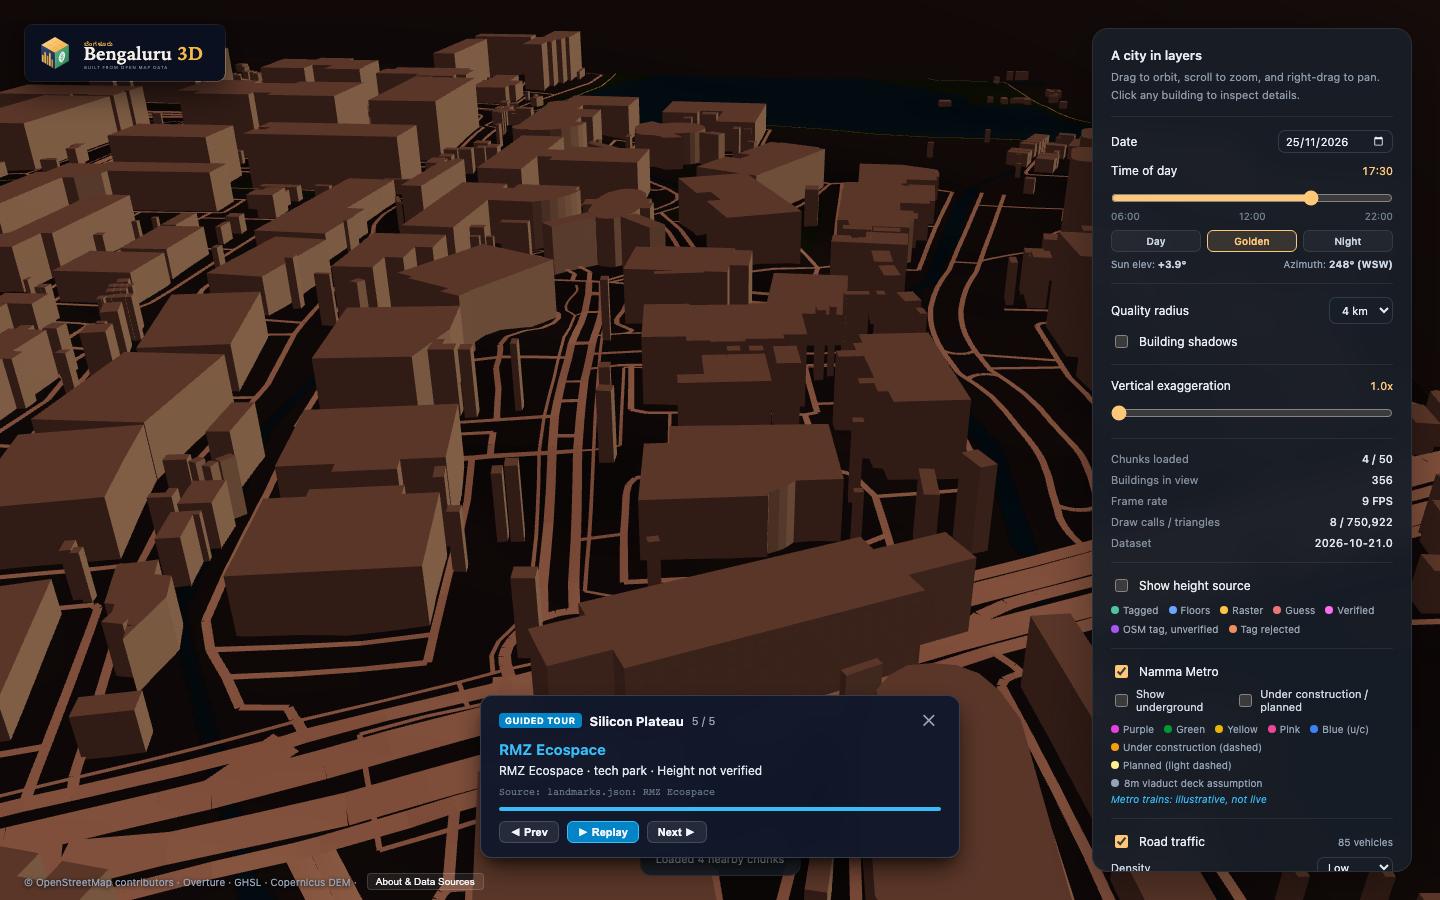 ಬೆಂಗಳೂರು
Bengaluru 3D
BUILT FROM OPEN MAP DATA
A city in layers
Drag to orbit, scroll to zoom, and right-drag to pan.
Click any building to inspect details.
Date
25/11/2026
Time of day
17:30
06:00 12:00 22:00
Day Golden Night
Sun elev: +3.9° Azimuth: 248° (WSW)
Quality radius
4 km
Building shadows
Vertical exaggeration
1.0x
Chunks loaded 4 / 50
Buildings in view 356
Frame rate 9 FPS
Draw calls / triangles 8 / 750,922
Dataset 2026-10-21.0
Show height source
Tagged Floors Raster Guess Verified
OSM tag, unverified Tag rejected
Namma Metro
Show underground
Under construction / planned
Purple Green Yellow Pink Blue (u/c)
Under construction (dashed)
Planned (light dashed)
8m viaduct deck assumption
Metro trains: illustrative, not live
Road traffic 85 vehicles
Density Low
GUIDED TOUR Silicon Plateau 5 / 5
RMZ Ecospace
RMZ Ecospace · tech park · Height not verified
Source: landmarks.json: RMZ Ecospace
◀ Prev ▶ Replay Next ▶
Loaded 4 nearby chunks
© OpenStreetMap contributors · Overture · GHSL · Copernicus DEM · About & Data Sources